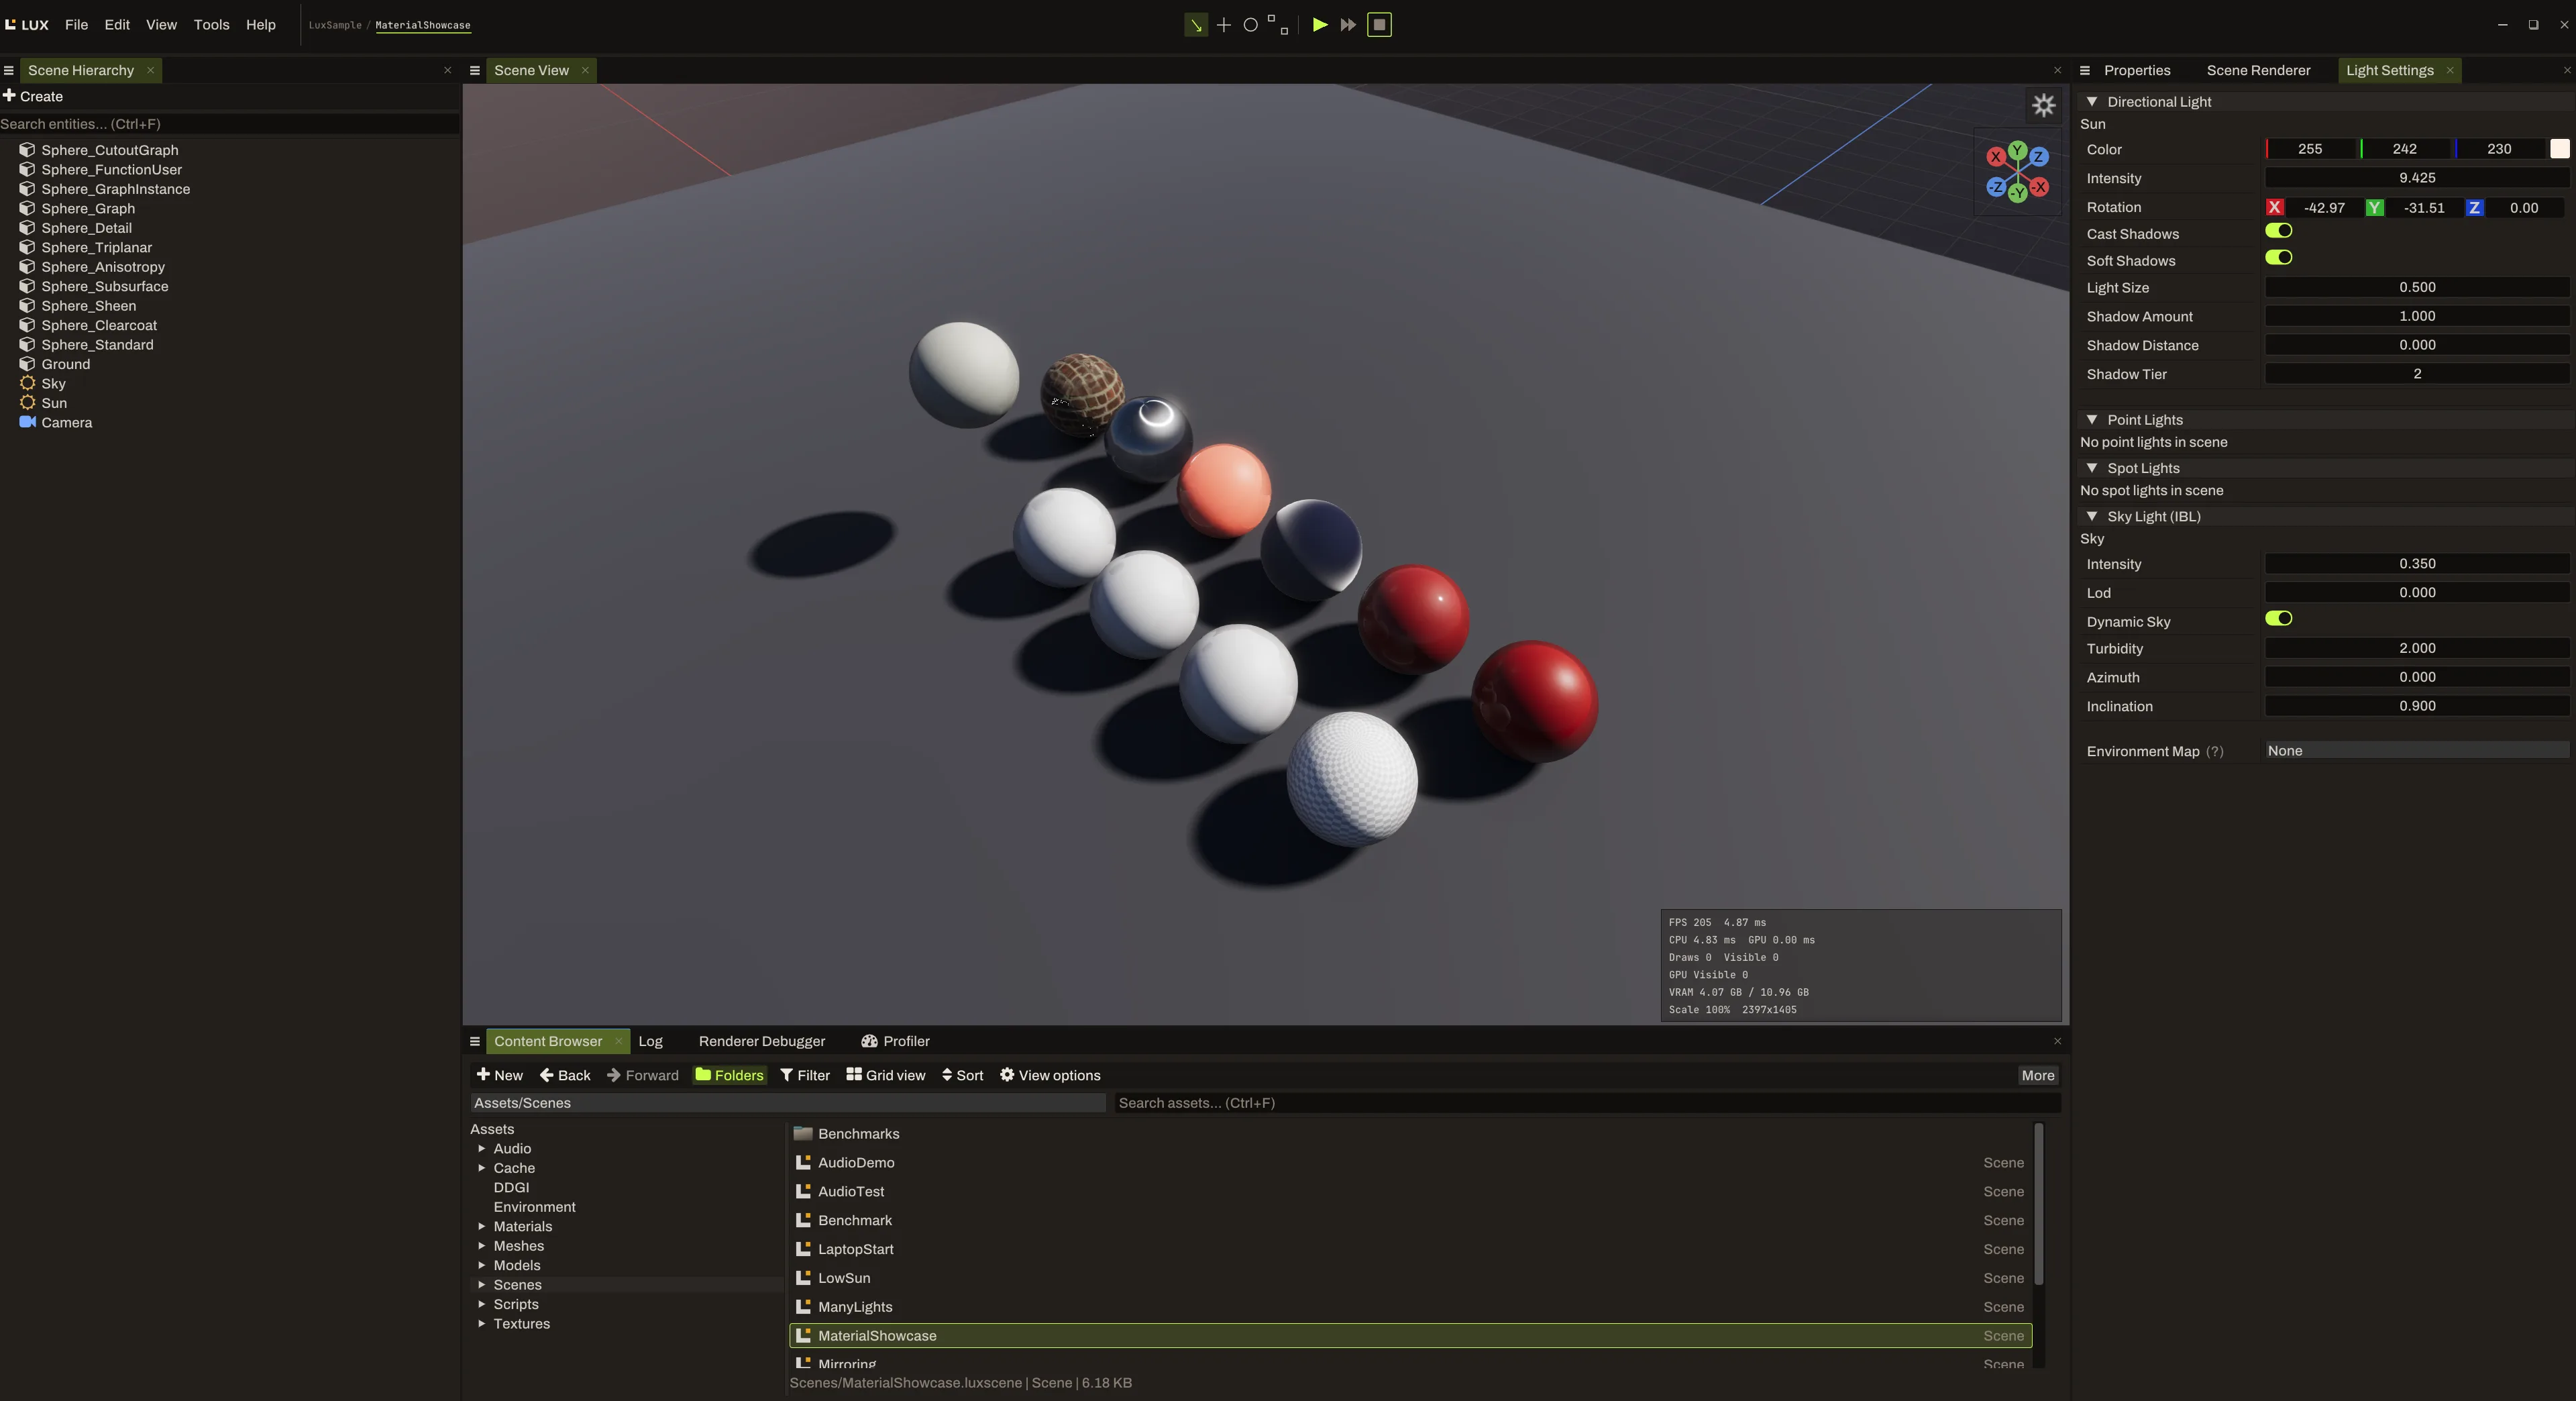 LUX File Edit View Tools Help LuxSample / MaterialShowcase
Scene Hierarchy
Create
Search entities... (Ctrl+F)
Sphere_CutoutGraph
Sphere_FunctionUser
Sphere_GraphInstance
Sphere_Graph
Sphere_Detail
Sphere_Triplanar
Sphere_Anisotropy
Sphere_Subsurface
Sphere_Sheen
Sphere_Clearcoat
Sphere_Standard
Ground
Sky
Sun
Camera
Scene View
X Y Z
-Z -Y -X
FPS 205 4.87 ms
CPU 4.83 ms GPU 0.00 ms
Draws 0 Visible 0
GPU Visible 0
VRAM 4.07 GB / 10.96 GB
Scale 100% 2397x1405
Content Browser Log Renderer Debugger Profiler
New Back Forward Folders Filter Grid view Sort View options More
Assets/Scenes Search assets... (Ctrl+F)
Assets
Audio
Cache
DDGI
Environment
Materials
Meshes
Models
Scenes
Scripts
Textures
Benchmarks
AudioDemo Scene
AudioTest Scene
Benchmark Scene
LaptopStart Scene
LowSun Scene
ManyLights Scene
MaterialShowcase Scene
Mirroring Scene
Scenes/MaterialShowcase.luxscene | Scene | 6.18 KB
Properties Scene Renderer Light Settings
Directional Light
Sun
Color 255 242 230
Intensity 9.425
Rotation X -42.97 Y -31.51 Z 0.00
Cast Shadows
Soft Shadows
Light Size 0.500
Shadow Amount 1.000
Shadow Distance 0.000
Shadow Tier 2
Point Lights
No point lights in scene
Spot Lights
No spot lights in scene
Sky Light (IBL)
Sky
Intensity 0.350
Lod 0.000
Dynamic Sky
Turbidity 2.000
Azimuth 0.000
Inclination 0.900
Environment Map (?) None